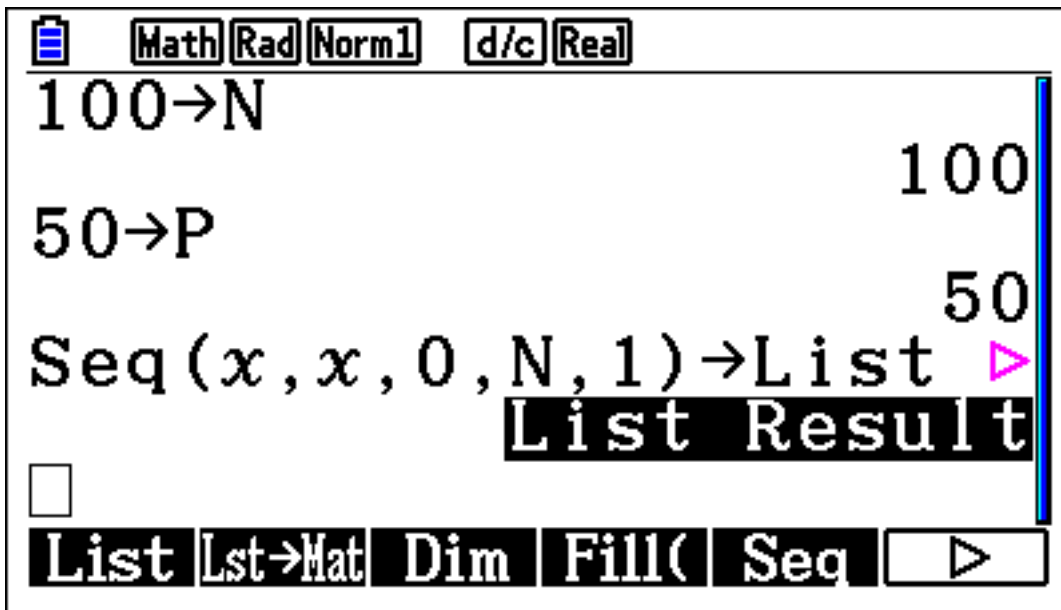 Math Rad Norm1 d/c Real
100→N
100
50→P
50
Seq(x,x,0,N,1)→List ▷
List Result
List Lst→Mat Dim Fill( Seq ▷